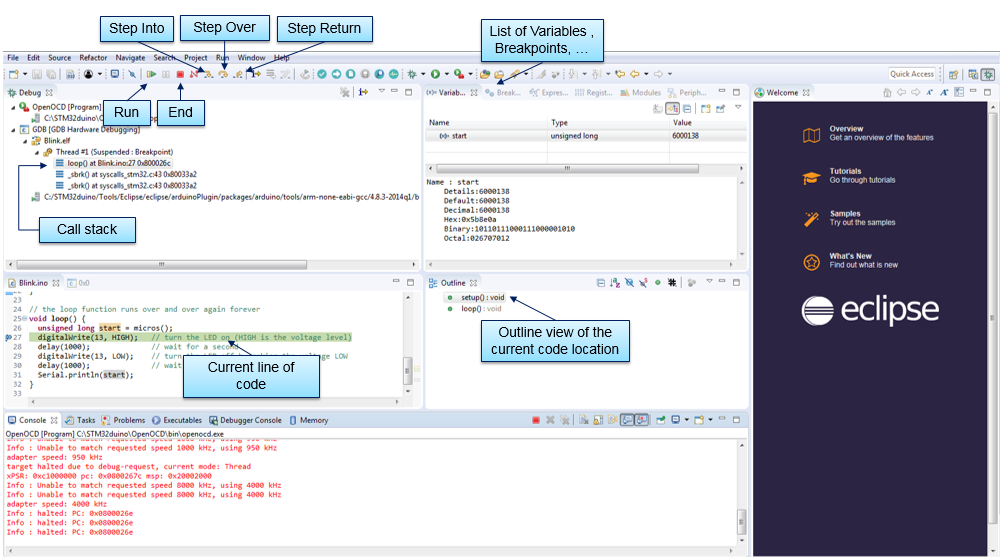 Step Into
Step Over
Step Return
List of Variables ,
Breakpoints, ...
File Edit Source Refactor Navigate Search Project Run Window Help
Quick Access
Run
End
Debug
OpenOCD [Program]
C:\STM32duino\OpenO
GDB [GDB Hardware Debugging]
Blink.elf
Thread #1 (Suspended : Breakpoint)
loop() at Blink.ino:27 0x800026c
_sbrk() at syscalls_stm32.c:43 0x80033a2
_sbrk() at syscalls_stm32.c:43 0x80033a2
C:/STM32duino/Tools/Eclipse/eclipse/arduinoPlugin/packages/arduino/tools/arm-none-eabi-gcc/4.8.3-2014q1/b
Call stack
Variab... Break... Expres... Regist... Modules Periph...
Name Type Value
start unsigned long 6000138
Name : start
Details:6000138
Default:6000138
Decimal:6000138
Hex:0x5b8e0a
Binary:10110111000111000001010
Octal:026707012
Welcome
Overview
Get an overview of the features
Tutorials
Go through tutorials
Samples
Try out the samples
What's New
Find out what is new
eclipse
Blink.ino 0x0
22 }
23
24 // the loop function runs over and over again forever
25 void loop() {
26 unsigned long start = micros();
27 digitalWrite(13, HIGH); // turn the LED on (HIGH is the voltage level)
28 delay(1000); // wait for a second
29 digitalWrite(13, LOW); // turn the LED off by making the voltage LOW
30 delay(1000); // wait
31 Serial.println(start);
32 }
33
Current line of
code
Outline
setup() : void
loop() : void
Outline view of the
current code location
Console Tasks Problems Executables Debugger Console Memory
OpenOCD [Program] C:\STM32duino\OpenOCD\bin\openocd.exe
Info : Unable to match requested speed 1000 kHz, using 950 kHz
Info : Unable to match requested speed 1000 kHz, using 950 kHz
adapter speed: 950 kHz
target halted due to debug-request, current mode: Thread
xPSR: 0xc1000000 pc: 0x0800267c msp: 0x20002000
Info : Unable to match requested speed 8000 kHz, using 4000 kHz
Info : Unable to match requested speed 8000 kHz, using 4000 kHz
adapter speed: 4000 kHz
Info : halted: PC: 0x0800026e
Info : halted: PC: 0x0800026e
Info : halted: PC: 0x0800026e